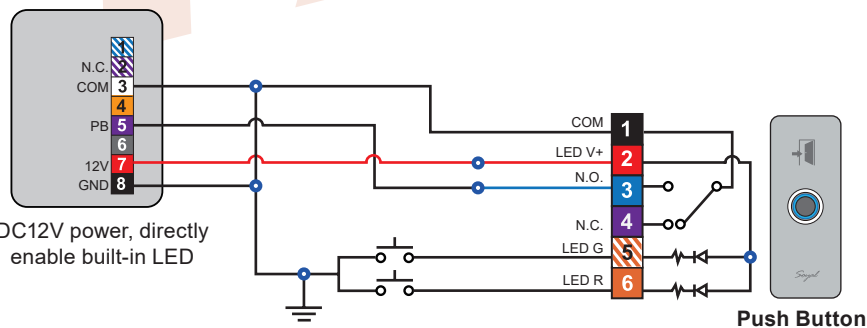 1
N.C. 2
COM 3
4
PB 5
6
12V 7
GND 8
DC12V power, directly
enable built-in LED
COM 1
LED V+ 2
N.O. 3
N.C. 4
LED G 5
LED R 6
Soyal
Push Button